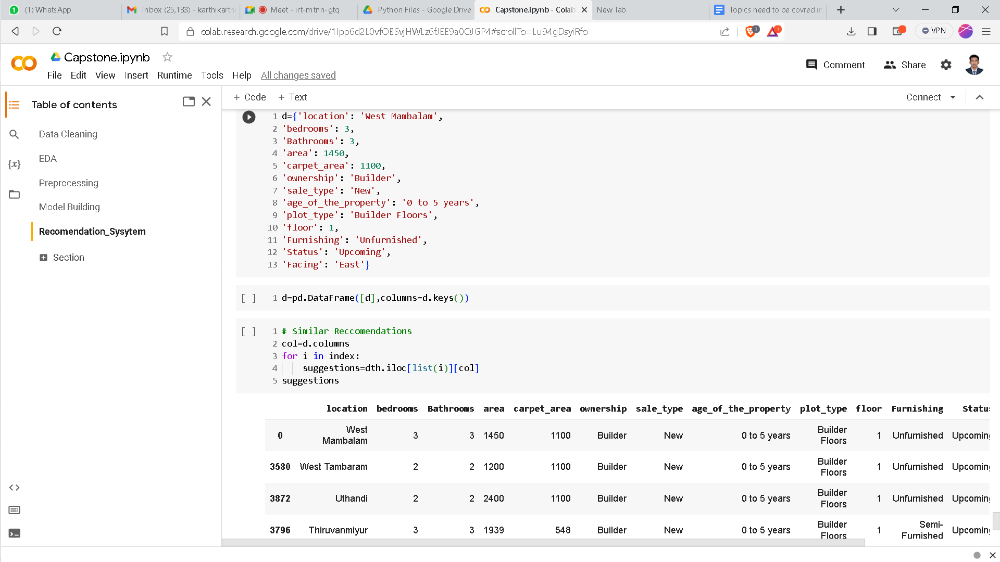 (1) WhatsApp
Inbox (25,133) - karthikarthi
Meet - irt-mtnn-gtq
Python Files - Google Drive
Capstone.ipynb - Colab
New Tab
Topics need to be covred in
colab.research.google.com/drive/1Ipp6d2L0vfOBSvjHWLz6fJEE9a0OJGP4#scrollTo=Lu94gDsyiRfo
3
1
VPN
Capstone.ipynb
File Edit View Insert Runtime Tools Help All changes saved
Comment
Share
Table of contents
Data Cleaning
EDA
Preprocessing
Model Building
Recomendation_Sysytem
Section
{x}
+ Code + Text
Connect
1 d={'location': 'West Mambalam',
2 'bedrooms': 3,
3 'Bathrooms': 3,
4 'area': 1450,
5 'carpet_area': 1100,
6 'ownership': 'Builder',
7 'sale_type': 'New',
8 'age_of_the_property': '0 to 5 years',
9 'plot_type': 'Builder Floors',
10 'floor': 1,
11 'Furnishing': 'Unfurnished',
12 'Status': 'Upcoming',
13 'Facing': 'East'}
[ ] 1 d=pd.DataFrame([d],columns=d.keys())
[ ] 1 # Similar Reccomendations
2 col=d.columns
3 for i in index:
4 suggestions=dth.iloc[list(i)][col]
5 suggestions
location bedrooms Bathrooms area carpet_area ownership sale_type age_of_the_property plot_type floor Furnishing Status
0 West Mambalam 3 3 1450 1100 Builder New 0 to 5 years Builder Floors 1 Unfurnished Upcoming
3580 West Tambaram 2 2 1200 1100 Builder New 0 to 5 years Builder Floors 1 Unfurnished Upcoming
3872 Uthandi 2 2 2400 1100 Builder New 0 to 5 years Builder Floors 1 Unfurnished Upcoming
3796 Thiruvanmiyur 3 3 1939 548 Builder New 0 to 5 years Builder Floors 1 Semi-Furnished Upcoming